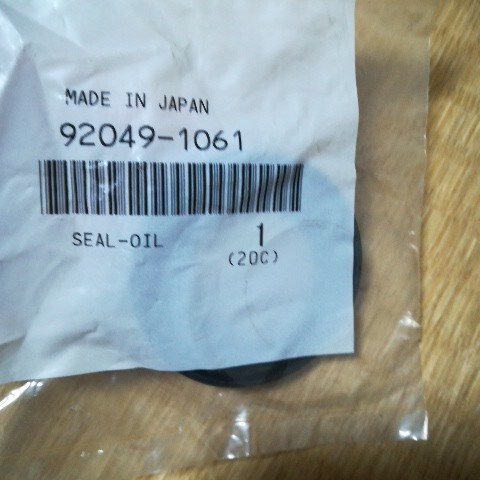 MADE IN JAPAN
92049-1061
SEAL-OIL 1
(20C)